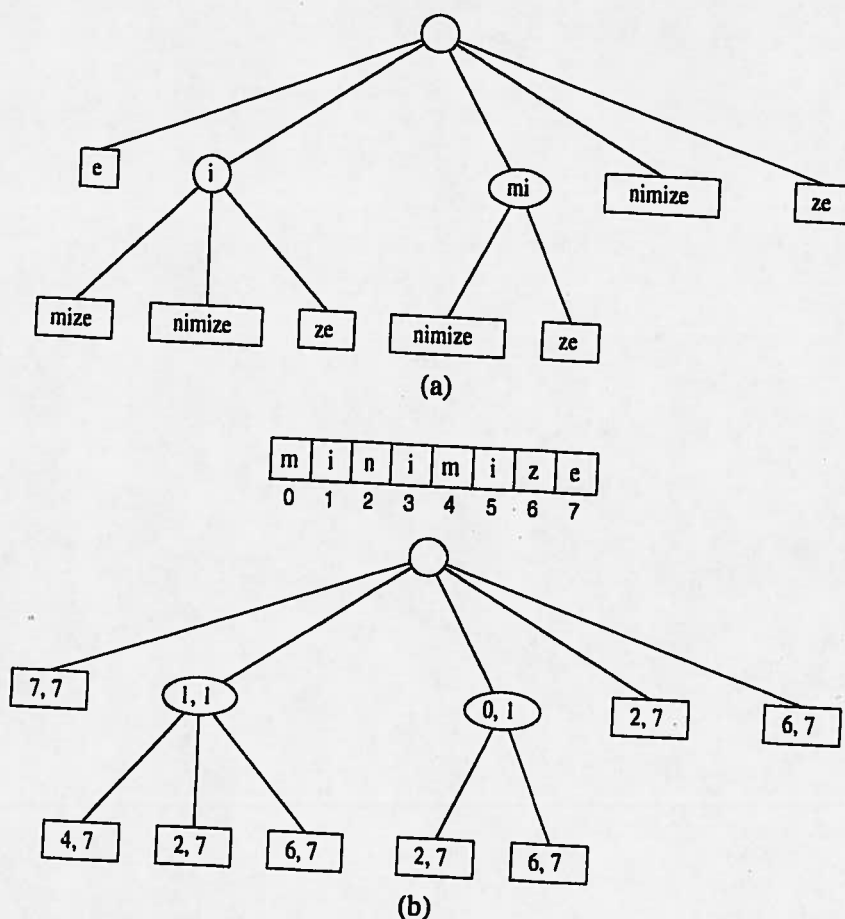 e i mi nimize ze
mize nimize ze nimize ze
(a)
m i n i m i z e
0 1 2 3 4 5 6 7
7, 7 1, 1 0, 1 2, 7 6, 7
4, 7 2, 7 6, 7 2, 7 6, 7
(b)